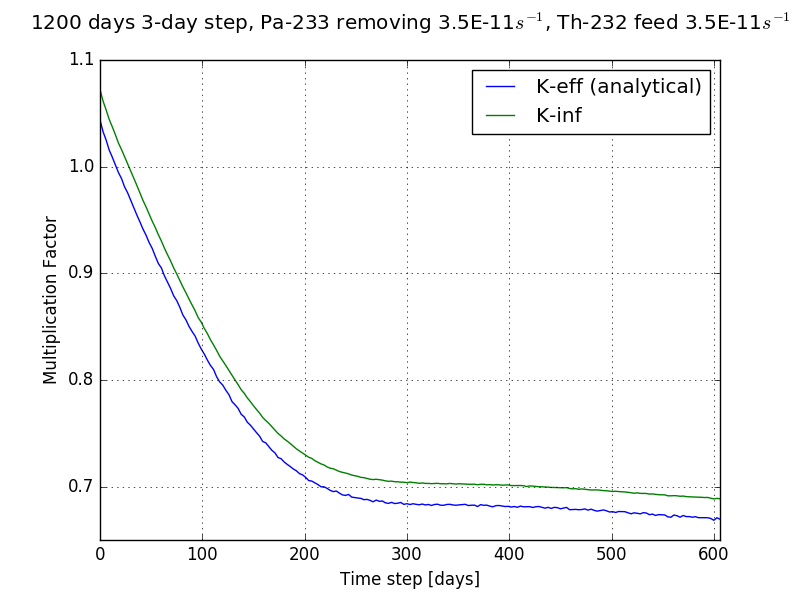 1200 days 3-day step, Pa-233 removing 3.5E-11s⁻¹, Th-232 feed 3.5E-11s⁻¹
K-eff (analytical)
K-inf
Multiplication Factor
1.1
1.0
0.9
0.8
0.7
0 100 200 300 400 500 600
Time step [days]